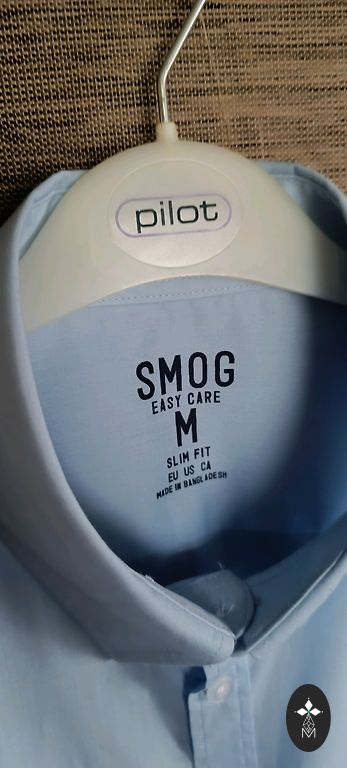 pilot
SMOG
EASY CARE
M
SLIM FIT
EU US CA
MADE IN BANGLADESH